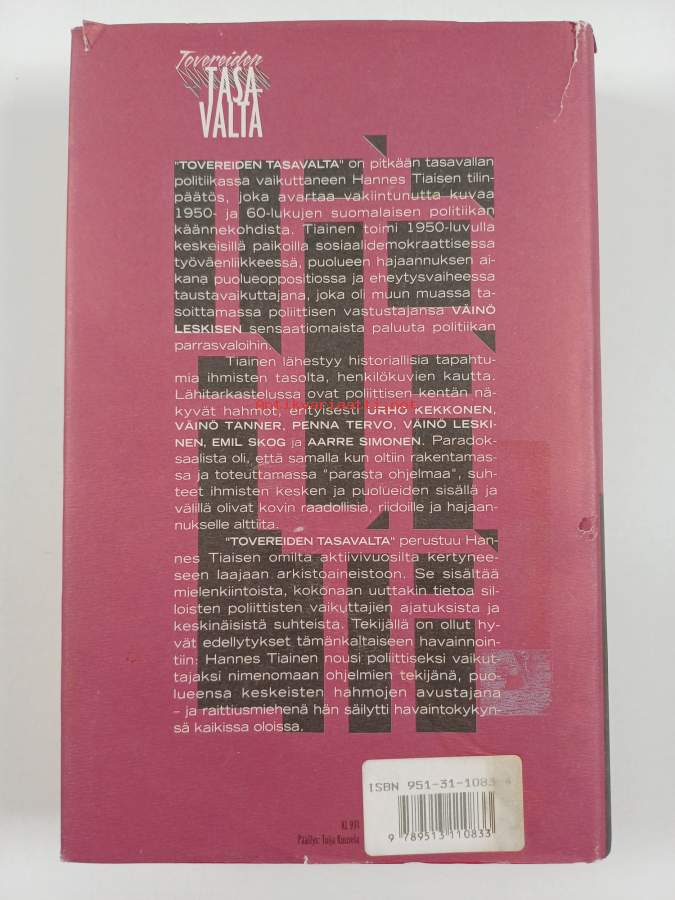 Tovereiden
TASA
VALTA
"TOVEREIDEN TASAVALTA" on pitkään tasavallan
politiikassa vaikuttaneen Hannes Tiaisen tilin-
päätös, joka avartaa vakiintunutta kuvaa
1950- ja 60-lukujen suomalaisen politiikan
käännekohdista. Tiainen toimi 1950-luvulla
keskeisillä paikoilla sosiaalidemokraattisessa
työväenliikkeessä, puolueen hajaannuksen ai-
kana puolueoppositiossa ja eheytysvaiheessa
taustavaikuttajana, joka oli muun muassa ta-
soittamassa poliittisen vastustajansa VÄINÖ
LESKISEN sensaatiomaista paluuta politiikan
parrasvaloihin.
Tiainen lähestyy historiallisia tapahtu-
mia ihmisten tasolta, henkilökuvien kautta.
Lähitarkastelussa ovat poliittisen kentän nä-
kyvät hahmot, erityisesti URHO KEKKONEN,
VÄINÖ TANNER, PENNA TERVO, VÄINÖ LESKI-
NEN, EMIL SKOG ja AARRE SIMONEN. Paradok-
saalista oli, että samalla kun oltiin rakentamas-
sa ja toteuttamassa "parasta ohjelmaa", suh-
teet ihmisten kesken ja puolueiden sisällä ja
välillä olivat kovin raadollisia, riidoille ja hajaan-
nukselle alttiita.
"TOVEREIDEN TASAVALTA" perustuu Han-
nes Tiaisen omilta aktiivivuosilta kertynee-
seen laajaan arkistoaineistoon. Se sisältää
mielenkiintoista, kokonaan uuttakin tietoa sil-
loisten poliittisten vaikuttajien ajatuksista ja
keskinäisistä suhteista. Tekijällä on ollut hy-
vät edellytykset tämänkaltaiseen havainnoin-
tiin: Hannes Tiainen nousi poliittiseksi vaikut-
tajaksi nimenomaan ohjelmien tekijänä, puo-
lueensa keskeisten hahmojen avustajana
– ja raittiusmiehenä hän säilytti havaintokykyn-
sä kaikissa oloissa.
ISBN 951-31-1083-4
9 789513 110833
KL 991
Päällys: Tuija Kuusela